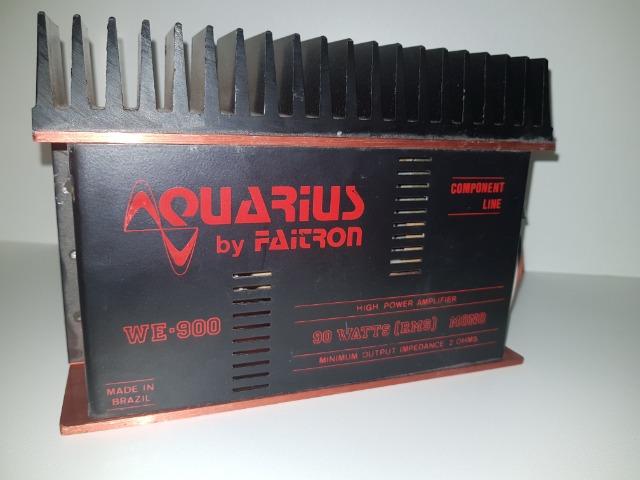 AQUARIUS
by FAITRON
COMPONENT
LINE
WE-900
HIGH POWER AMPLIFIER
90 WATTS (RMS) MONO
MINIMUM OUTPUT IMPEDANCE 2 OHMS
MADE IN
BRAZIL